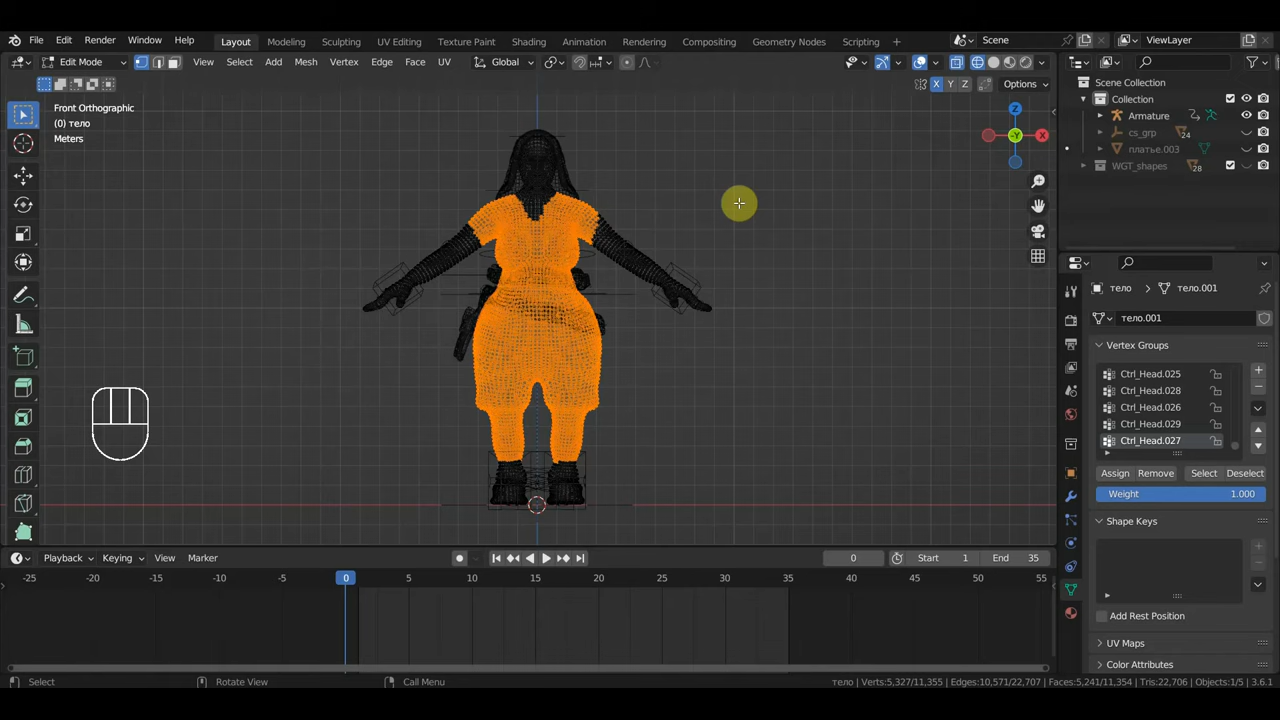 File Edit Render Window Help Layout Modeling Sculpting UV Editing Texture Paint Shading Animation Rendering Compositing Geometry Nodes Scripting + Scene ViewLayer
Edit Mode View Select Add Mesh Vertex Edge Face UV Global
X Y Z Options
Front Orthographic
(0) тело
Meters
Z
-Y
X
Scene Collection
Collection
Armature
cs_grp 24
платье.003
WGT_shapes 28
тело > тело.001
тело.001
Vertex Groups
Ctrl_Head.025
Ctrl_Head.028
Ctrl_Head.026
Ctrl_Head.029
Ctrl_Head.027
Assign Remove Select Deselect
Weight 1.000
Shape Keys
Add Rest Position
UV Maps
Color Attributes
Playback Keying View Marker 0 Start 1 End 35
-25 -20 -15 -10 -5 0 5 10 15 20 25 30 35 40 45 50 55
Select Rotate View Call Menu тело | Verts:5,327/11,355 | Edges:10,571/22,707 | Faces:5,241/11,354 | Tris:22,706 | Objects:1/5 | 3.6.1